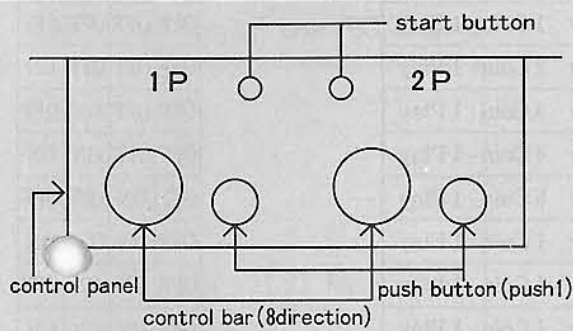 start button
1P 2P
control panel
push button(push1)
control bar(8direction)